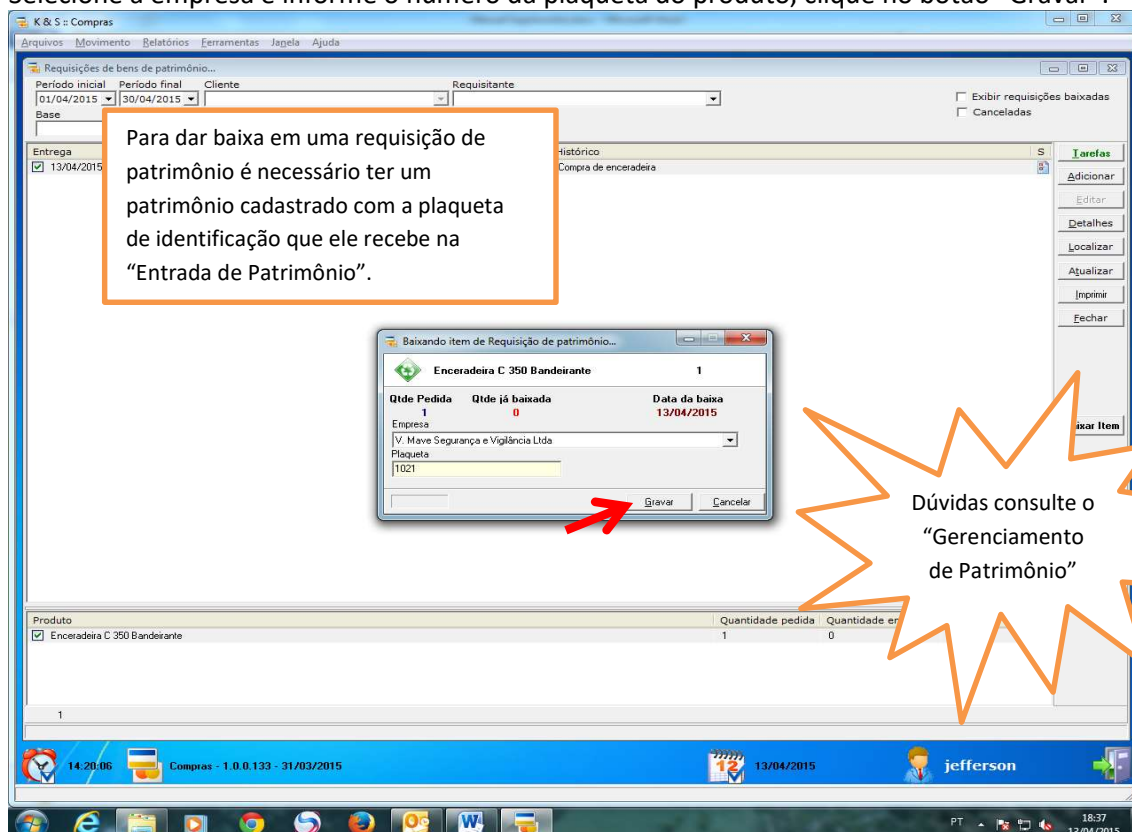 Selecione a empresa e informe o número da plaqueta do produto, clique no botão "Gravar".
K & S :: Compras
Arquivos Movimento Relatórios Ferramentas Janela Ajuda
Requisições de bens de patrimônio...
Período inicial Período final Cliente Requisitante
01/04/2015 30/04/2015
Exibir requisições baixadas
Base
Canceladas
Para dar baixa em uma requisição de
patrimônio é necessário ter um
patrimônio cadastrado com a plaqueta
de identificação que ele recebe na
“Entrada de Patrimônio”.
Entrega Histórico S
13/04/2015 Compra de enceradeira
Tarefas
Adicionar
Editar
Detalhes
Localizar
Atualizar
Imprimir
Fechar
Baixando item de Requisição de patrimônio...
Enceradeira C 350 Bandeirante 1
Qtde Pedida Qtde já baixada Data da baixa
1 0 13/04/2015
Empresa
V. Mave Segurança e Vigilância Ltda
Plaqueta
1021
Gravar Cancelar
ixar Item
Dúvidas consulte o
“Gerenciamento
de Patrimônio”
Produto Quantidade pedida Quantidade er
Enceradeira C 350 Bandeirante 1 0
1
14:20:06 Compras - 1.0.0.133 - 31/03/2015 12 13/04/2015 jefferson
PT 18:37